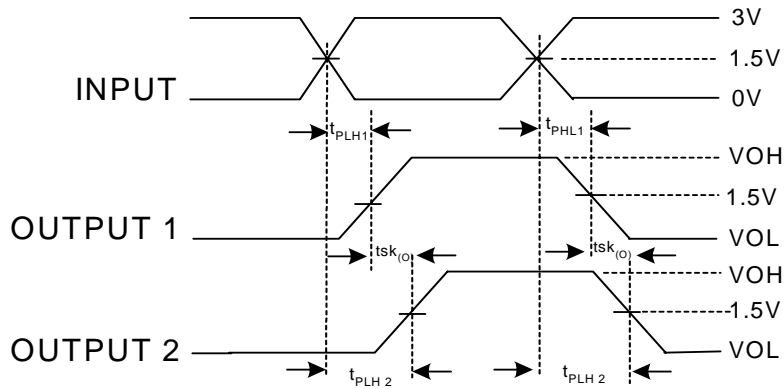 3V
1.5V
INPUT
0V
tPLH1
tPHL1
VOH
1.5V
OUTPUT 1
tsk(O)
tsk(O)
VOL
VOH
1.5V
OUTPUT 2
VOL
tPLH 2
tPLH 2